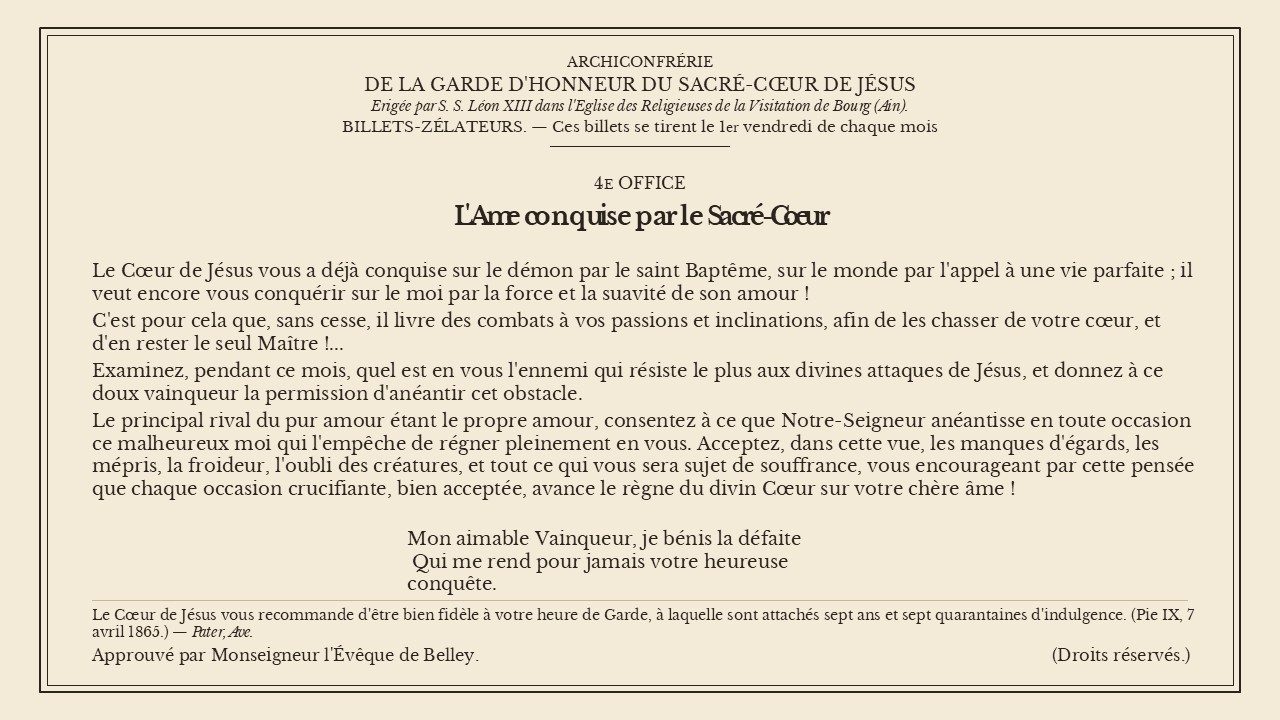 ARCHICONFRÉRIE
DE LA GARDE D'HONNEUR DU SACRÉ-CŒUR DE JÉSUS
Erigée par S. S. Léon XIII dans l'Eglise des Religieuses de la Visitation de Bourg (Ain).
BILLETS-ZÉLATEURS. — Ces billets se tirent le 1er vendredi de chaque mois
4E OFFICE
L'Ame conquise par le Sacré-Cœur
Le Cœur de Jésus vous a déjà conquise sur le démon par le saint Baptême, sur le monde par l'appel à une vie parfaite ; il
veut encore vous conquérir sur le moi par la force et la suavité de son amour !
C'est pour cela que, sans cesse, il livre des combats à vos passions et inclinations, afin de les chasser de votre cœur, et
d'en rester le seul Maître !...
Examinez, pendant ce mois, quel est en vous l'ennemi qui résiste le plus aux divines attaques de Jésus, et donnez à ce
doux vainqueur la permission d'anéantir cet obstacle.
Le principal rival du pur amour étant le propre amour, consentez à ce que Notre-Seigneur anéantisse en toute occasion
ce malheureux moi qui l'empêche de régner pleinement en vous. Acceptez, dans cette vue, les manques d'égards, les
mépris, la froideur, l'oubli des créatures, et tout ce qui vous sera sujet de souffrance, vous encourageant par cette pensée
que chaque occasion crucifiante, bien acceptée, avance le règne du divin Cœur sur votre chère âme !
Mon aimable Vainqueur, je bénis la défaite
Qui me rend pour jamais votre heureuse
conquête.
Le Cœur de Jésus vous recommande d'être bien fidèle à votre heure de Garde, à laquelle sont attachés sept ans et sept quarantaines d'indulgence. (Pie IX, 7
avril 1865.) — Pater, Ave.
Approuvé par Monseigneur l'Évêque de Belley.
(Droits réservés.)